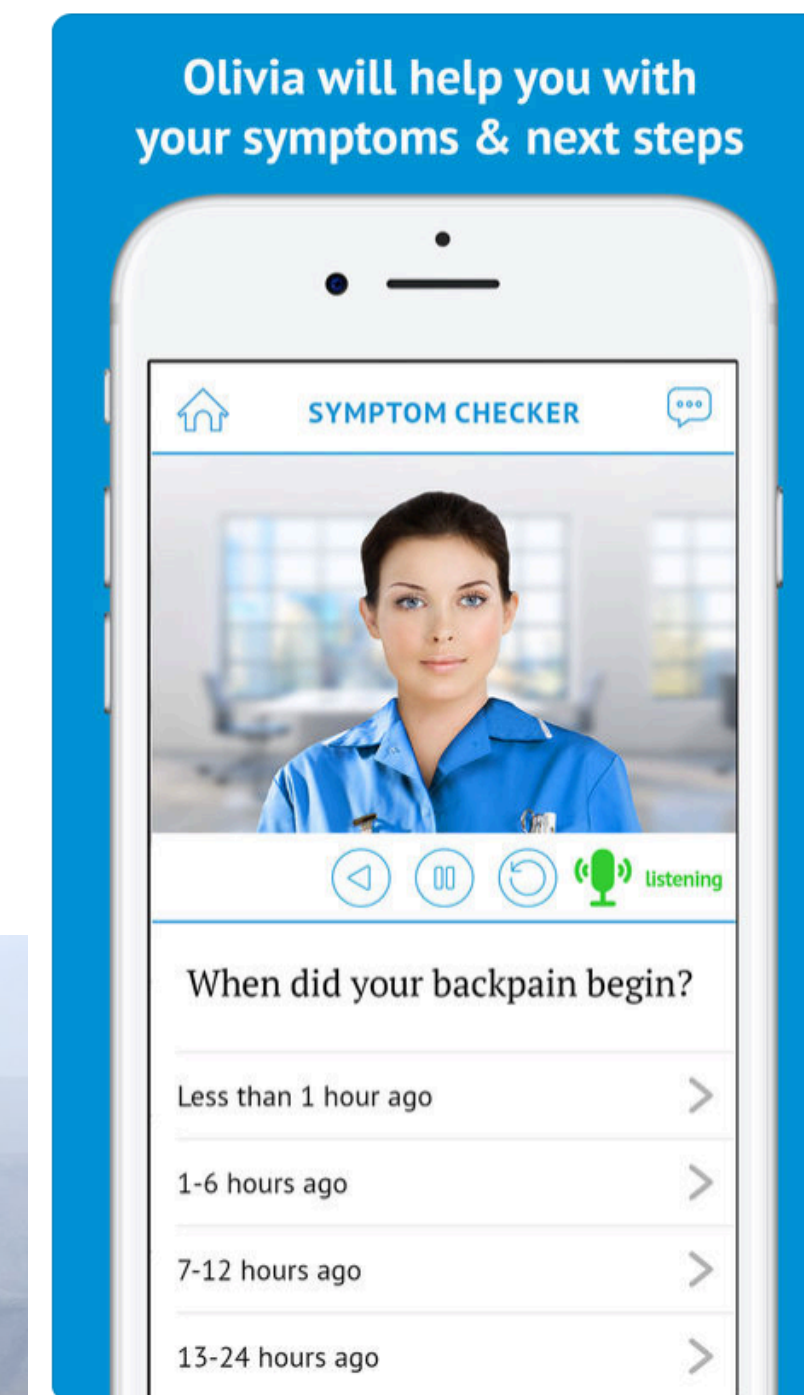 Olivia will help you with
your symptoms & next steps
SYMPTOM CHECKER
listening
When did your backpain begin?
Less than 1 hour ago
1-6 hours ago
7-12 hours ago
13-24 hours ago